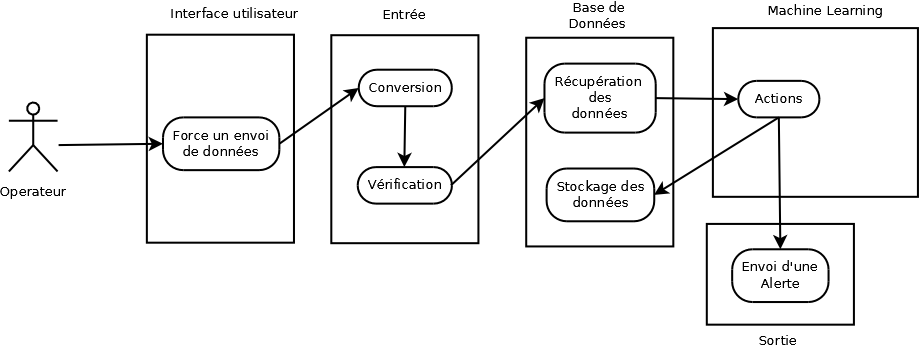 Interface utilisateur
Entrée
Base de
Données
Machine Learning
Operateur
Force un envoi
de données
Conversion
Vérification
Récupération
des
données
Stockage des
données
Actions
Envoi d'une
Alerte
Sortie